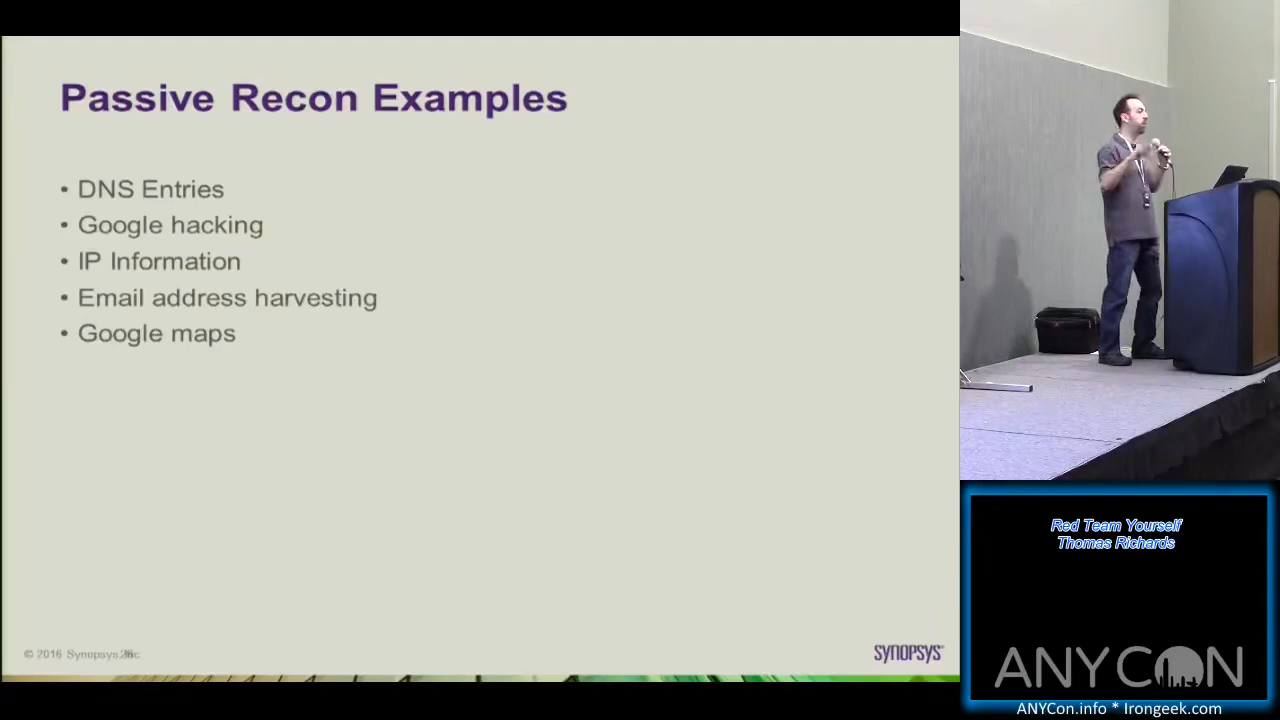 Passive Recon Examples
• DNS Entries
• Google hacking
• IP Information
• Email address harvesting
• Google maps
© 2016 Synopsys, Inc.
SYNOPSYS
Red Team Yourself
Thomas Richards
ANYCON
ANYCon.info * Irongeek.com